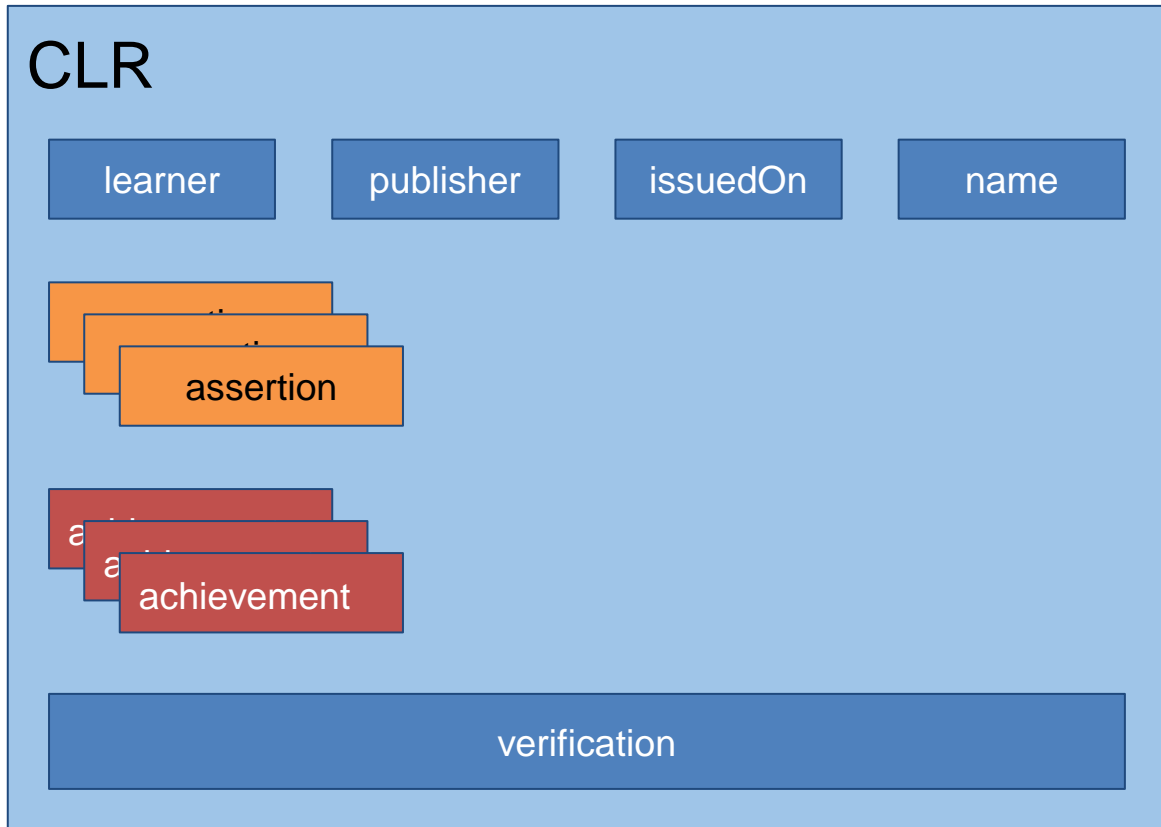 CLR
learner
publisher
issuedOn
name
assertion
achievement
verification